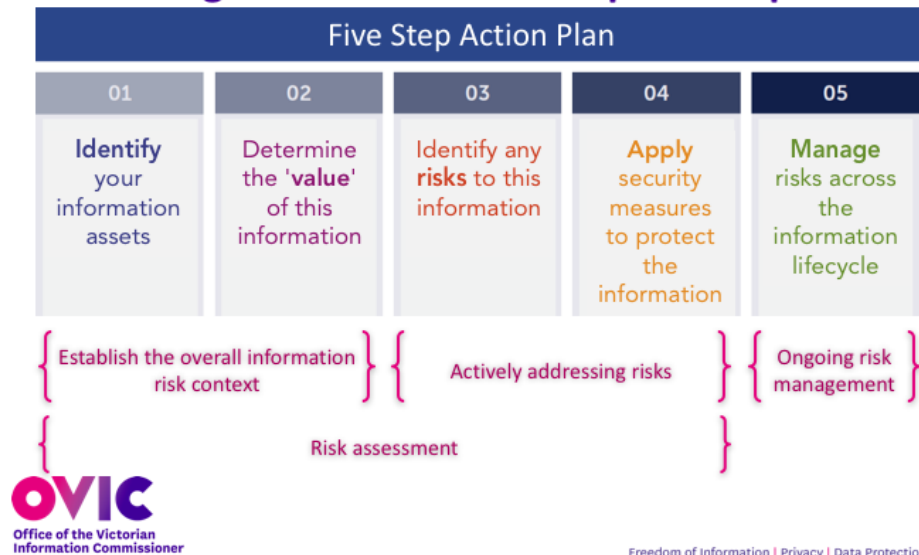 Five Step Action Plan
01
02
03
04
05
Identify
your
information
assets
Determine
the 'value'
of this
information
Identify any
risks to this
information
Apply
security
measures
to protect
the
information
Manage
risks across
the
information
lifecycle
Establish the overall information
risk context
Actively addressing risks
Ongoing risk
management
Risk assessment
OVIC
Office of the Victorian
Information Commissioner
Freedom of Information | Privacy | Data Protection